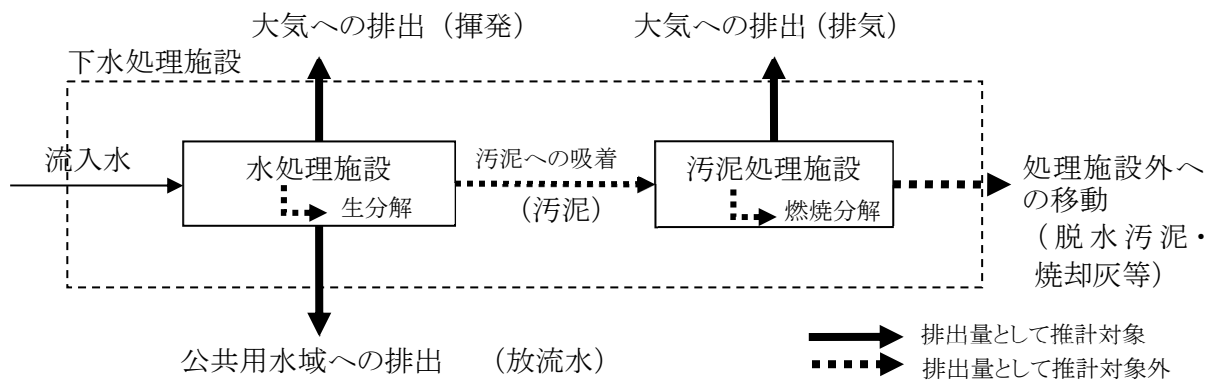 大気への排出（揮発）
大気への排出（排気）
下水処理施設
流入水
水処理施設
生分解
汚泥への吸着
（汚泥）
汚泥処理施設
燃焼分解
処理施設外へ
の移動
（脱水汚泥・
焼却灰等）
公共用水域への排出　（放流水）
排出量として推計対象
排出量として推計対象外